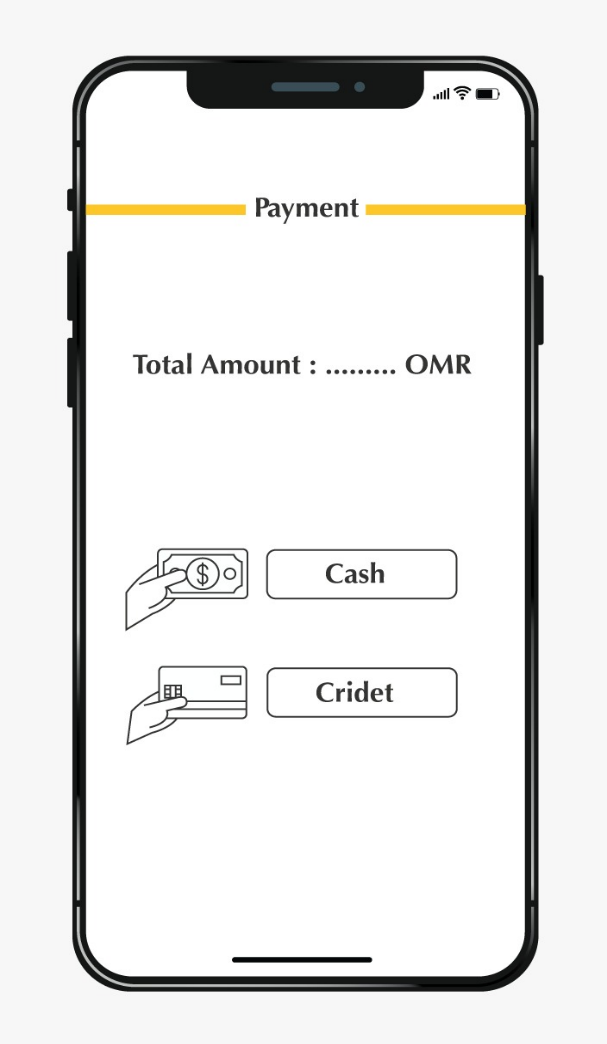 Payment
Total Amount : ......... OMR
$
Cash
Cridet